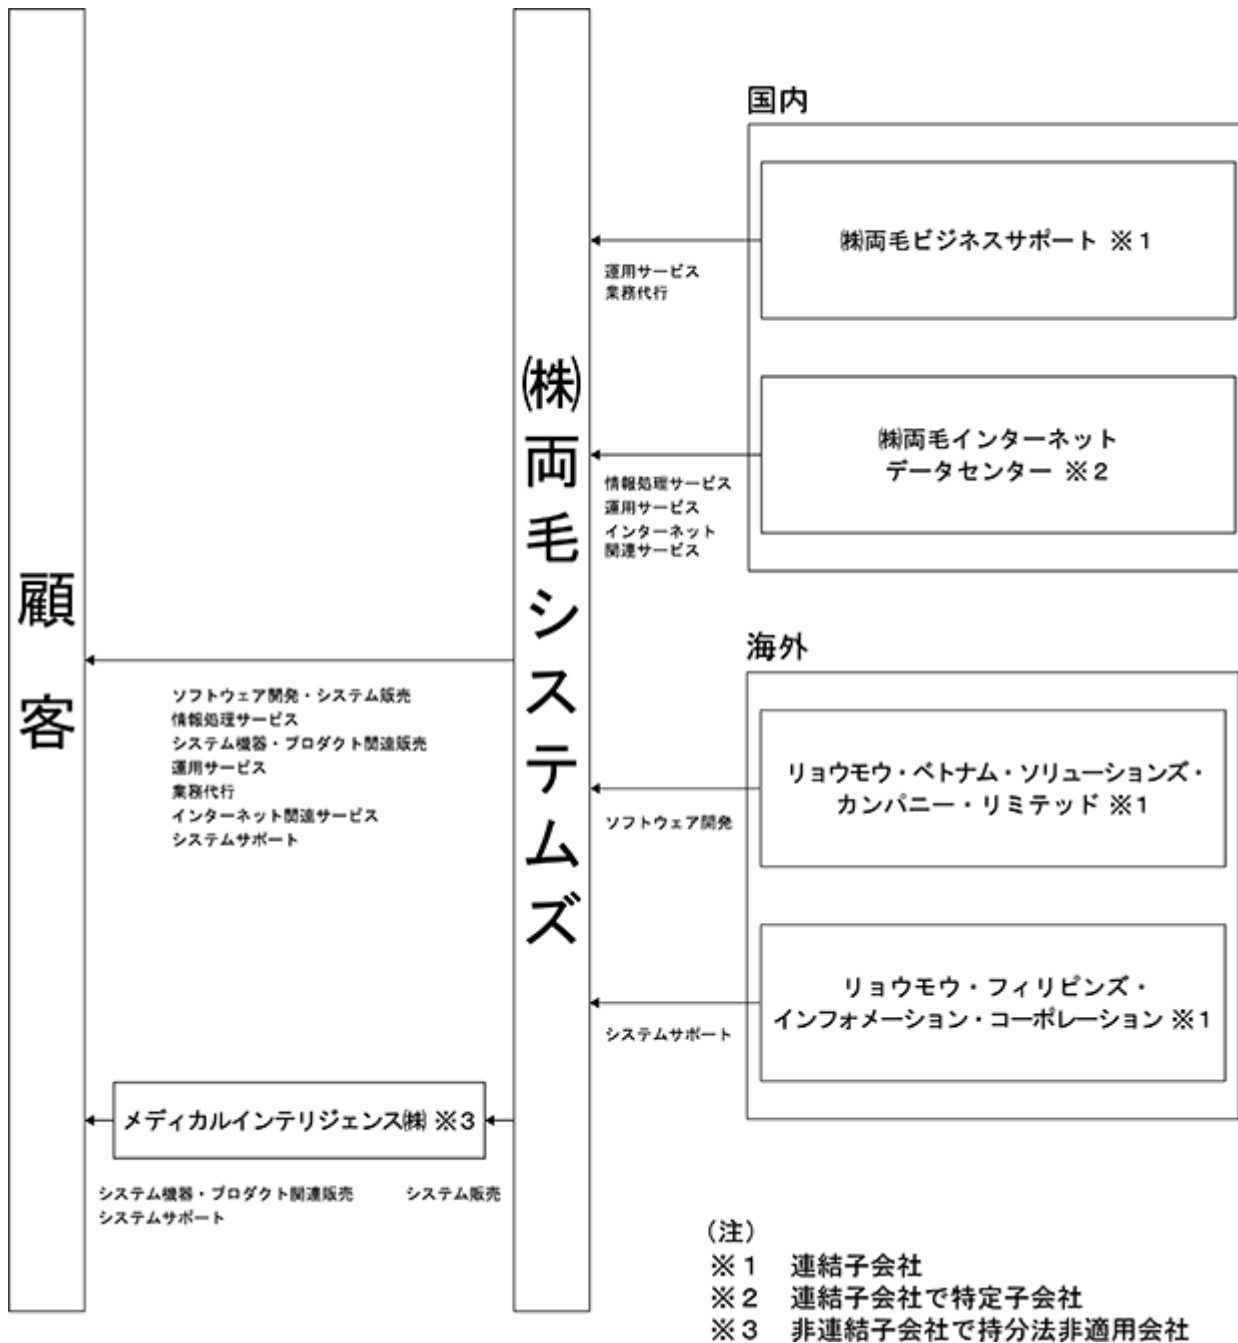 国内
㈱両毛ビジネスサポート ※１
運用サービス
業務代行
㈱両毛インターネット
データセンター ※２
情報処理サービス
運用サービス
インターネット
関連サービス
㈱両毛システムズ
顧客
ソフトウェア開発・システム販売
情報処理サービス
システム機器・プロダクト関連販売
運用サービス
業務代行
インターネット関連サービス
システムサポート
海外
リョウモウ・ベトナム・ソリューションズ・
カンパニー・リミテッド ※１
ソフトウェア開発
リョウモウ・フィリピンズ・
インフォメーション・コーポレーション ※１
システムサポート
メディカルインテリジェンス㈱ ※３
システム機器・プロダクト関連販売
システムサポート
システム販売
（注）
※１　連結子会社
※２　連結子会社で特定子会社
※３　非連結子会社で持分法非適用会社